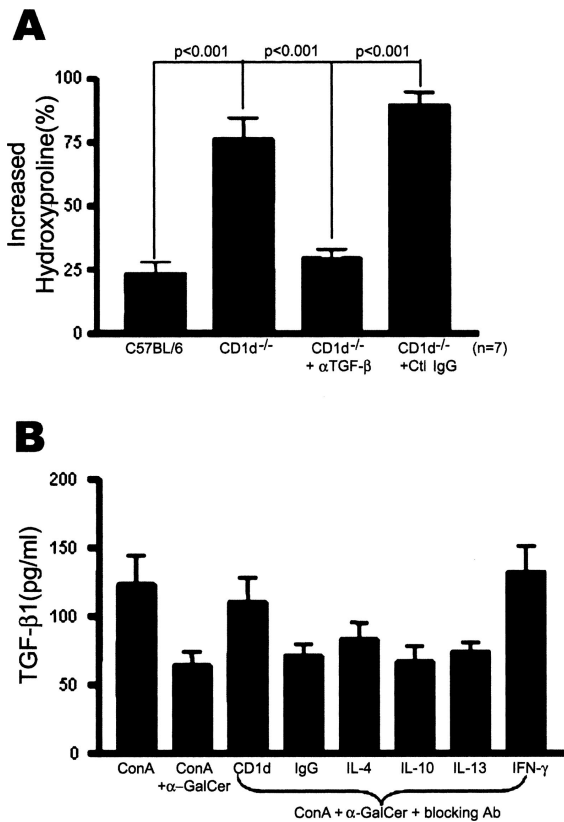 A
p<0.001 p<0.001 p<0.001
Increased
Hydroxyproline(%)
100
75
50
25
0
C57BL/6 CD1d-/- CD1d-/- CD1d-/- (n=7)
+ αTGF-β +Ctl IgG
B
TGF-β1(pg/ml)
200
150
100
50
0
ConA ConA CD1d IgG IL-4 IL-10 IL-13 IFN-γ
+α-GalCer
ConA + α-GalCer + blocking Ab